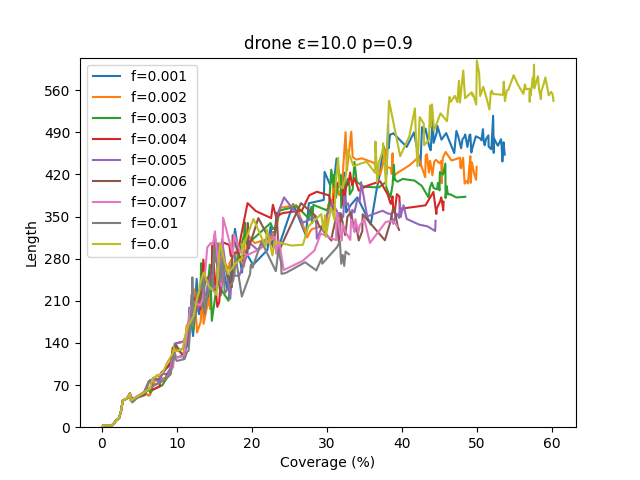 drone ε=10.0 p=0.9
f=0.001
f=0.002
f=0.003
f=0.004
f=0.005
f=0.006
f=0.007
f=0.01
f=0.0
560
490
420
350
280
210
140
70
0
Length
0 10 20 30 40 50 60
Coverage (%)